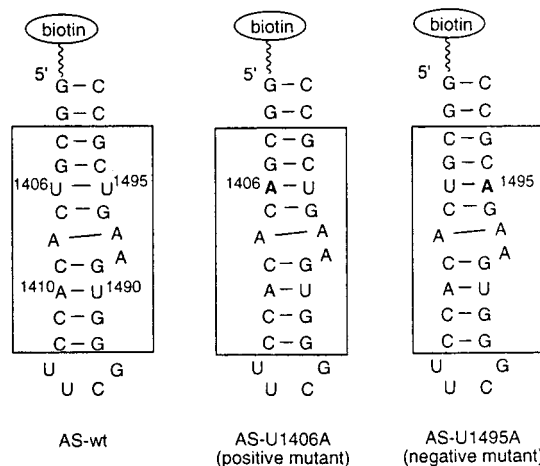 biotin biotin biotin
5' 5' 5'
G – C G – C G – C
G – C G – C G – C
C – G C – G C – G
G – C G – C G – C
1406 U – U 1495 1406 A – U U – A 1495
C – G C – G C – G
A — A A — A A — A
A A A
C – G C – G C – G
1410 A – U 1490 A – U A – U
C – G C – G C – G
C – G C – G C – G
U G U G U G
U C U C U C
AS-wt AS-U1406A AS-U1495A
(positive mutant) (negative mutant)